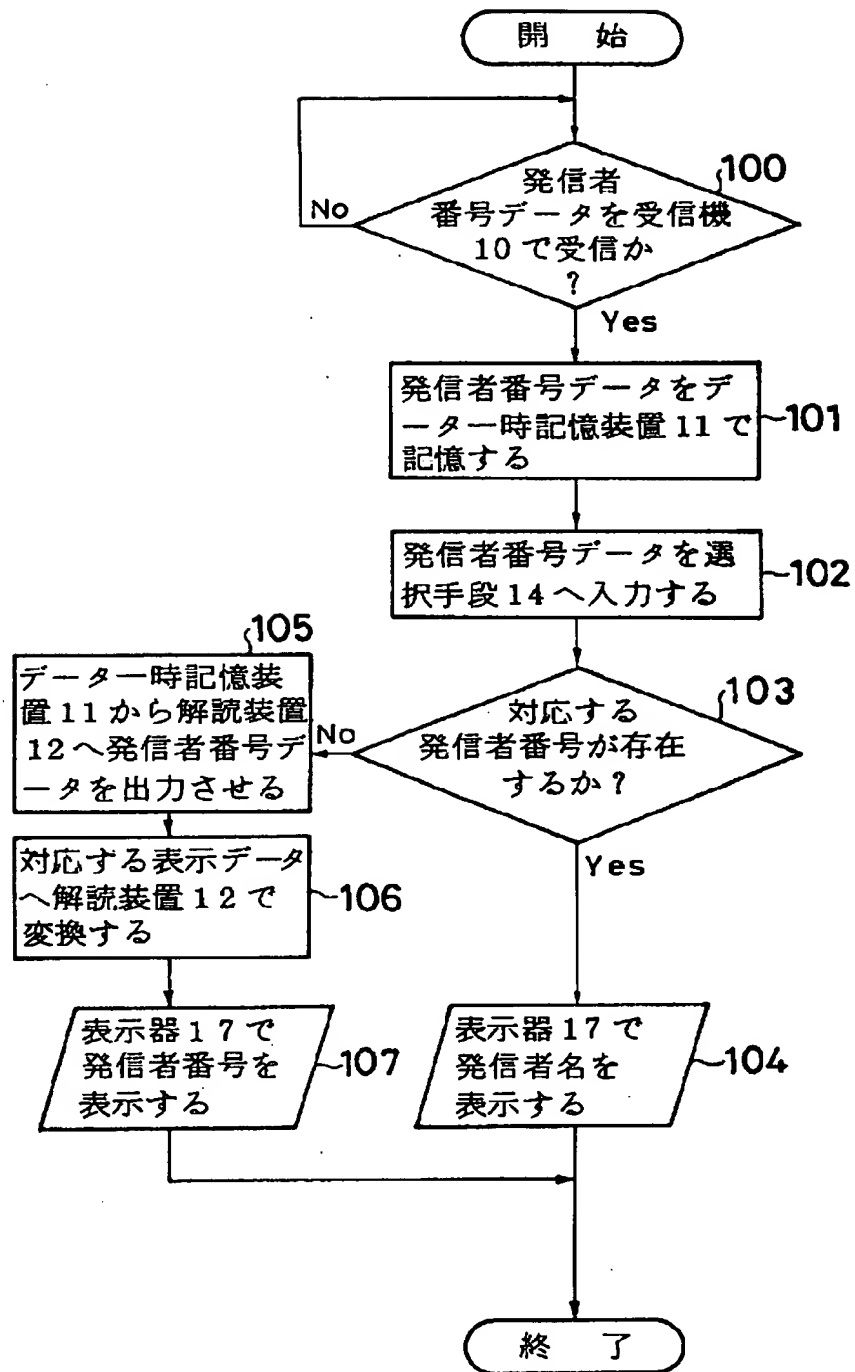 開 始
100
発信者
番号データを受信機
10で受信か
?
No
Yes
発信者番号データをデ
ータ一時記憶装置11で
記憶する
101
発信者番号データを選
択手段14へ入力する
102
103
対応する
発信者番号が存在
するか?
No
Yes
105
データ一時記憶装
置11から解読装置
12へ発信者番号デ
ータを出力させる
対応する表示データ
へ解読装置12で
変換する
106
表示器17で
発信者番号を
表示する
107
表示器17で
発信者名を
表示する
104
終 了